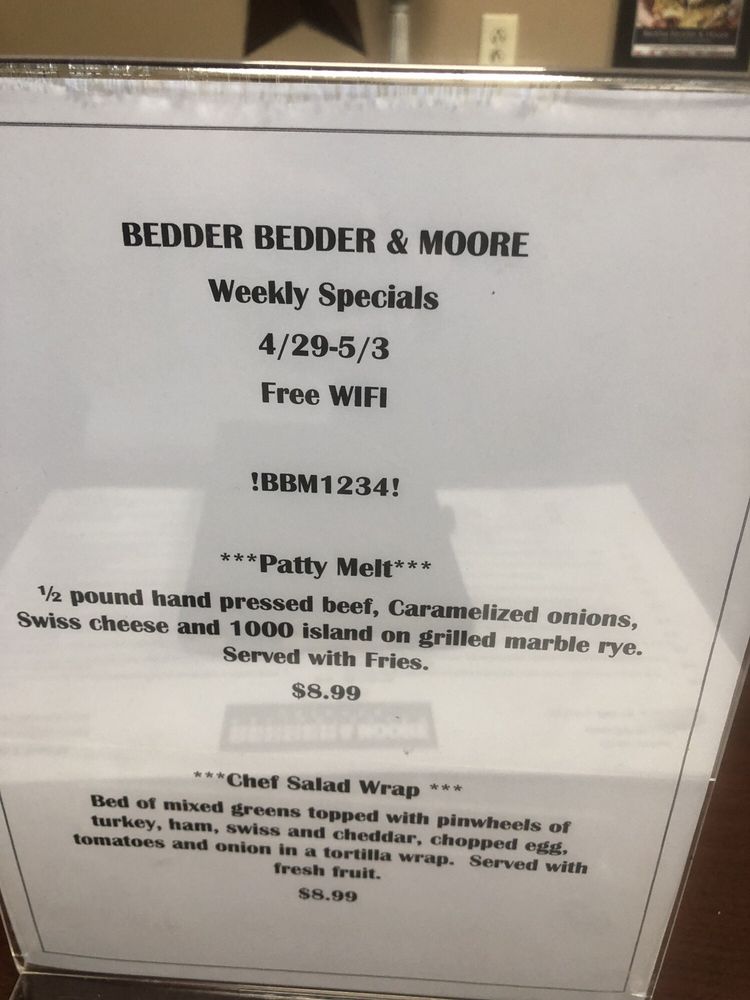 BEDDER BEDDER & MOORE
Weekly Specials
4/29-5/3
Free WIFI
!BBM1234!
***Patty Melt***
½ pound hand pressed beef, Caramelized onions,
Swiss cheese and 1000 island on grilled marble rye.
Served with Fries.
$8.99
***Chef Salad Wrap ***
Bed of mixed greens topped with pinwheels of
turkey, ham, swiss and cheddar, chopped egg,
tomatoes and onion in a tortilla wrap. Served with
fresh fruit.
$8.99